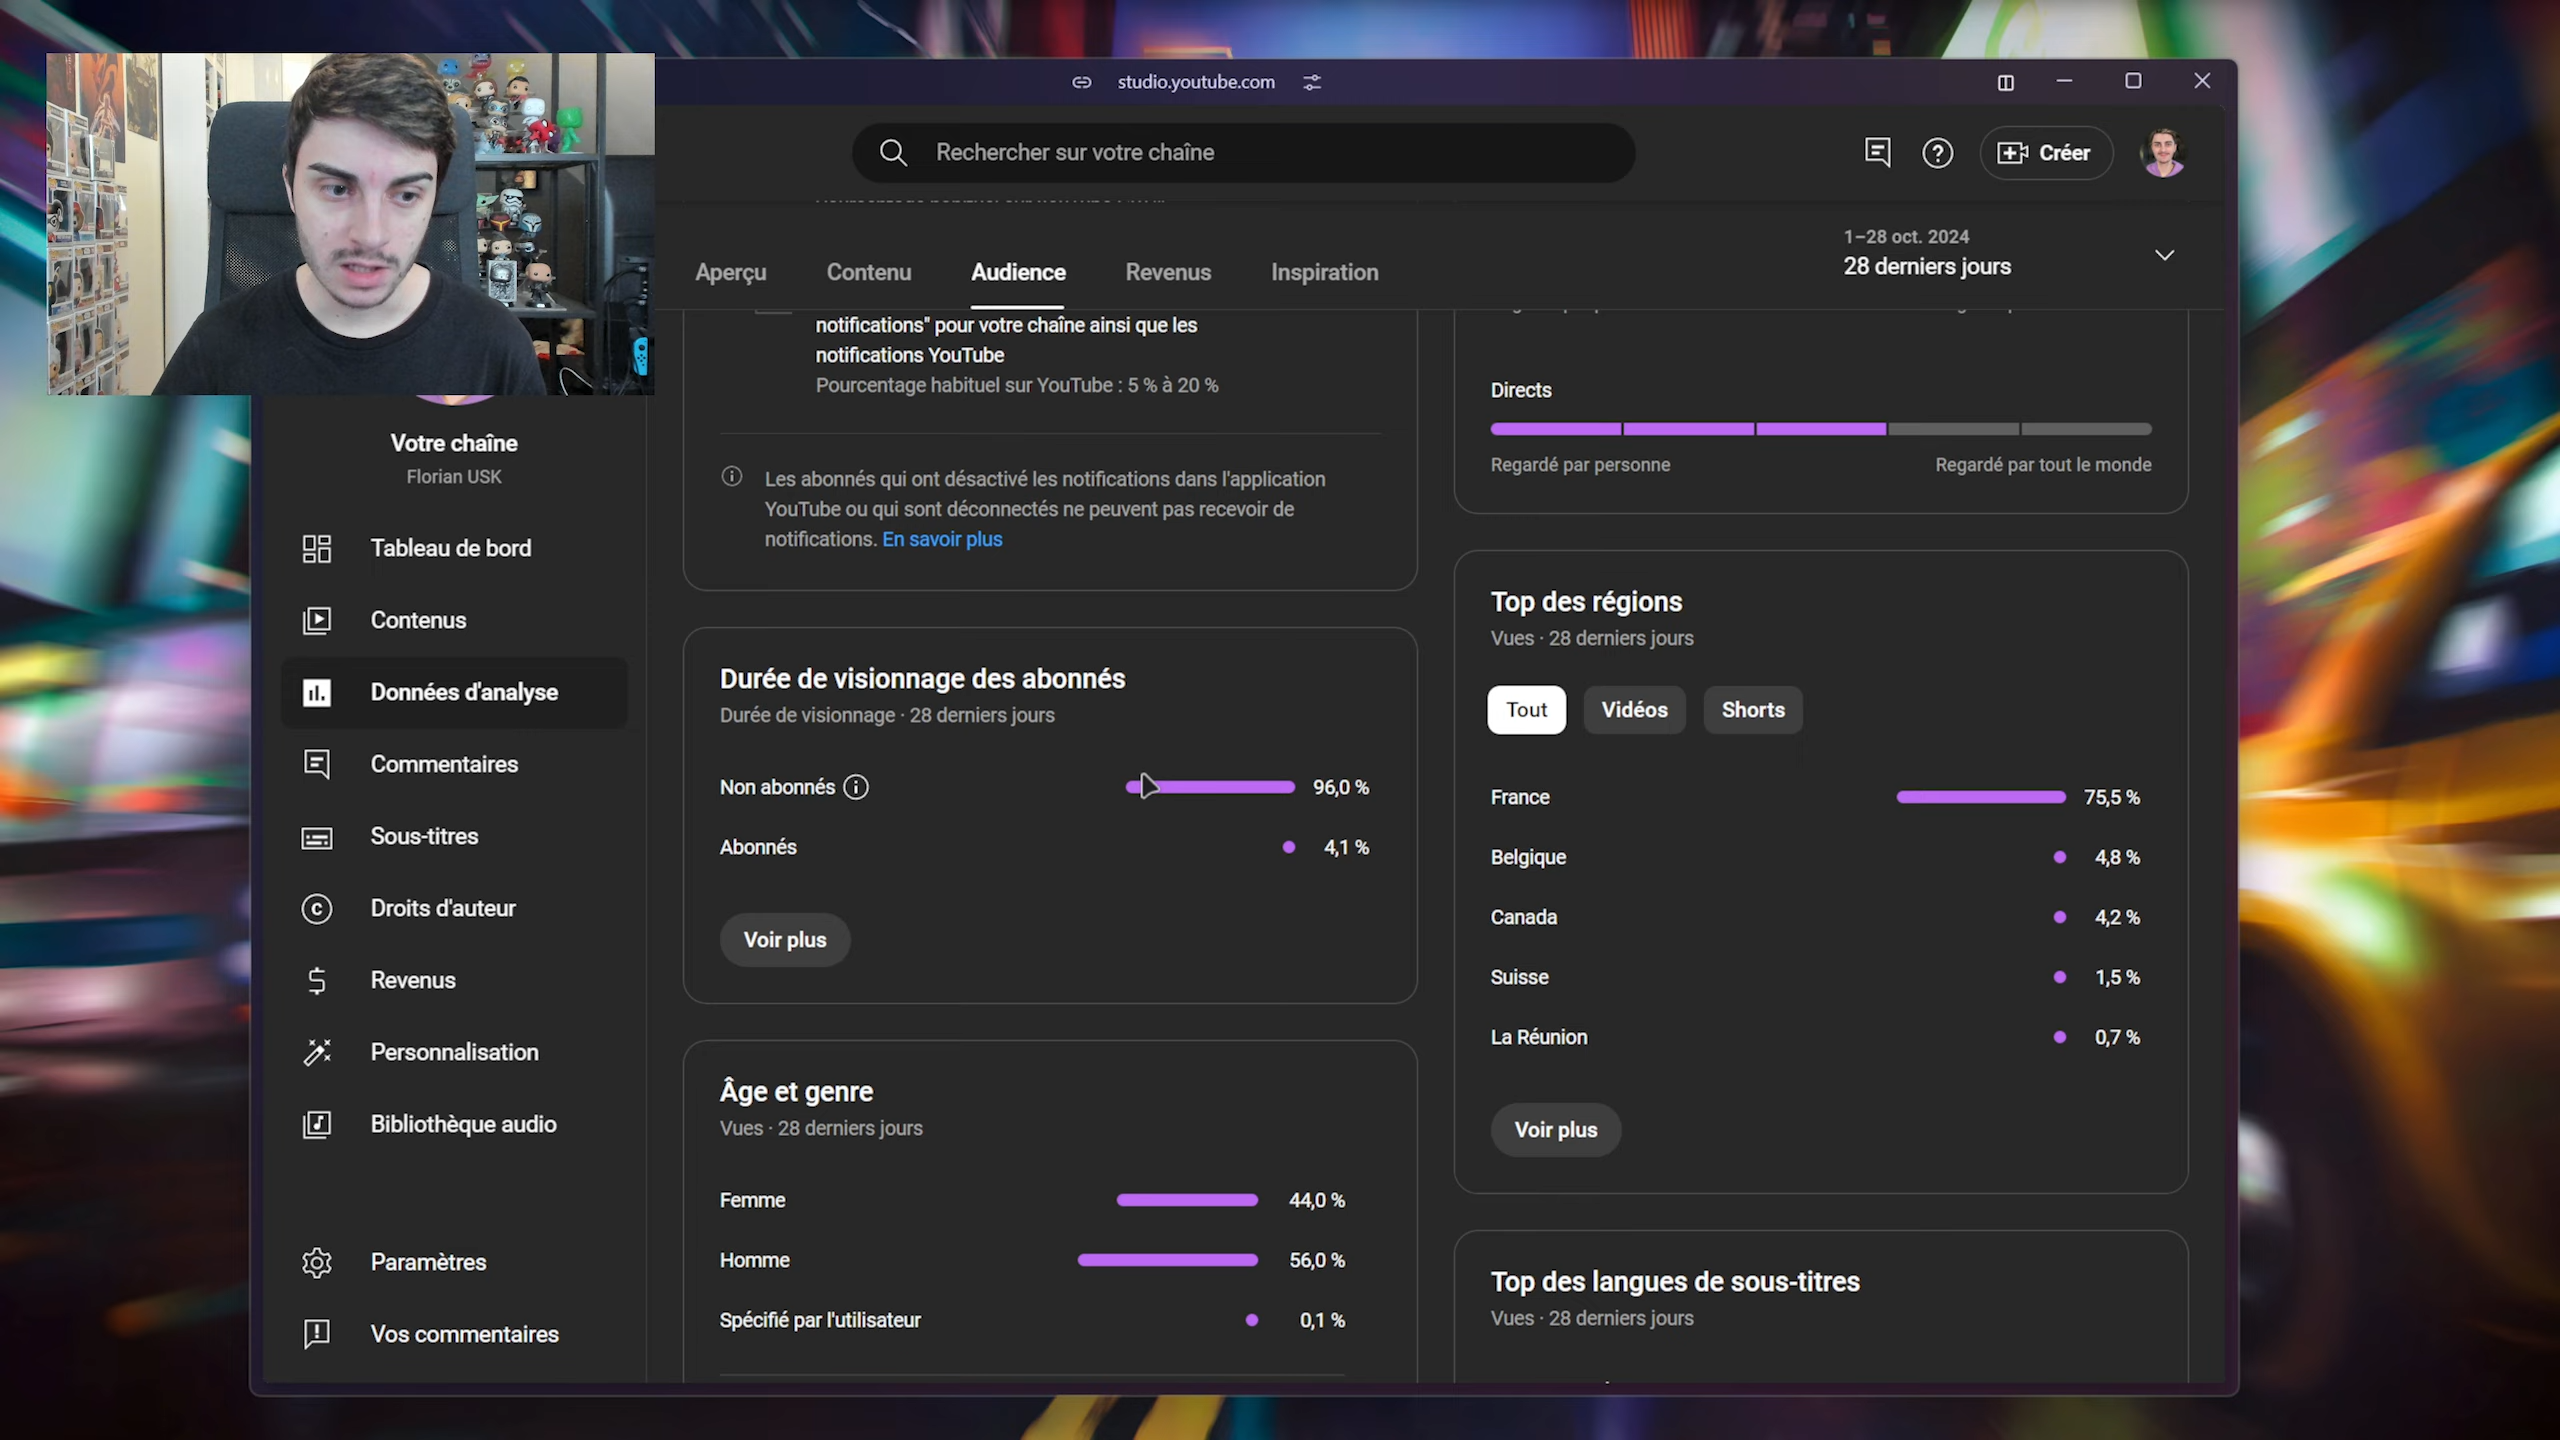 studio.youtube.com
Rechercher sur votre chaîne
Créer
Aperçu
Contenu
Audience
Revenus
Inspiration
1–28 oct. 2024
28 derniers jours
Votre chaîne
Florian USK
Tableau de bord
Contenus
Données d'analyse
Commentaires
Sous-titres
Droits d'auteur
Revenus
Personnalisation
Bibliothèque audio
Paramètres
Vos commentaires
notifications" pour votre chaîne ainsi que les
notifications YouTube
Pourcentage habituel sur YouTube : 5 % à 20 %
Les abonnés qui ont désactivé les notifications dans l'application
YouTube ou qui sont déconnectés ne peuvent pas recevoir de
notifications. En savoir plus
Durée de visionnage des abonnés
Durée de visionnage · 28 derniers jours
Non abonnés 96,0 %
Abonnés 4,1 %
Voir plus
Âge et genre
Vues · 28 derniers jours
Femme 44,0 %
Homme 56,0 %
Spécifié par l'utilisateur 0,1 %
Directs
Regardé par personne
Regardé par tout le monde
Top des régions
Vues · 28 derniers jours
Tout
Vidéos
Shorts
France 75,5 %
Belgique 4,8 %
Canada 4,2 %
Suisse 1,5 %
La Réunion 0,7 %
Voir plus
Top des langues de sous-titres
Vues · 28 derniers jours